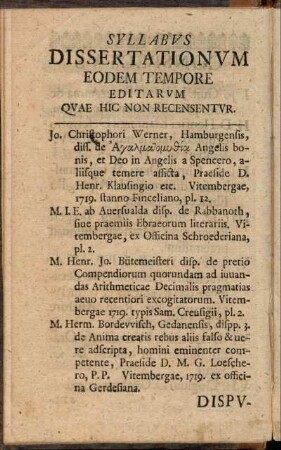 SYLLABVS
DISSERTATIONVM
EODEM TEMPORE
EDITARVM
QVAE HIC NON RECENSENTVR.
Jo. Christophori Werner, Hamburgensis,
diss. de Angelis bo-
nis, et Deo in Angelis a Spencero, a-
liisque temere afficta, Praeside D.
Henr. Klausingio etc. Vitembergae,
1719. stanno Finceliano, pl. 12.
M. I. E. ab Auersualda disp. de Rabbanoth,
siue praemiis Ebraeorum literariis. Vi-
tembergae, ex Officina Schroederiana,
pl. 2.
M. Henr. Jo. Bütemeisteri disp. de pretio
Compendiorum quorundam ad iuuan-
das Arithmeticae Decimalis pragmatias
aeuo recentiori excogitatorum. Vitem-
bergae 1719. typis Sam. Creusigii, pl. 2.
M. Herm. Bordevvisch, Gedanensis, dispp. 3.
de Anima creatis rebus aliis falso & ue-
re adscripta, homini eminenter com-
petente, Praeside D. M. G. Loesche-
ro, P. P. Vitembergae, 1719. ex offici-
na Gerdesiana.
DISPV-